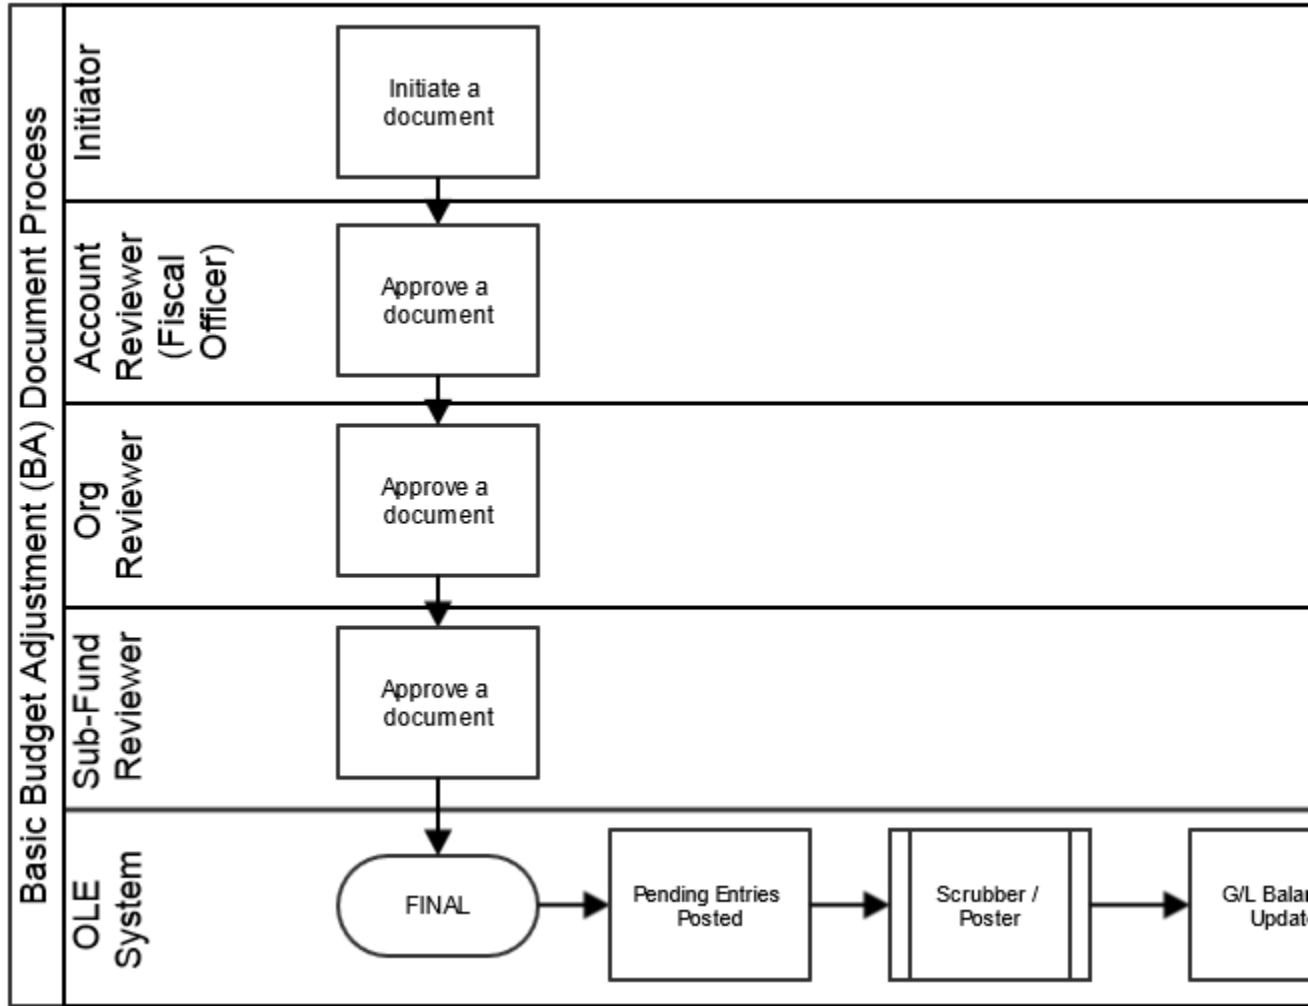 Basic Budget Adjustment (BA) Document Process
Initiator
Initiate a
document
Account
Reviewer
(Fiscal
Officer)
Approve a
document
Org
Reviewer
Approve a
document
Sub-Fund
Reviewer
Approve a
document
OLE
System
FINAL
Pending Entries
Posted
Scrubber /
Poster
G/L